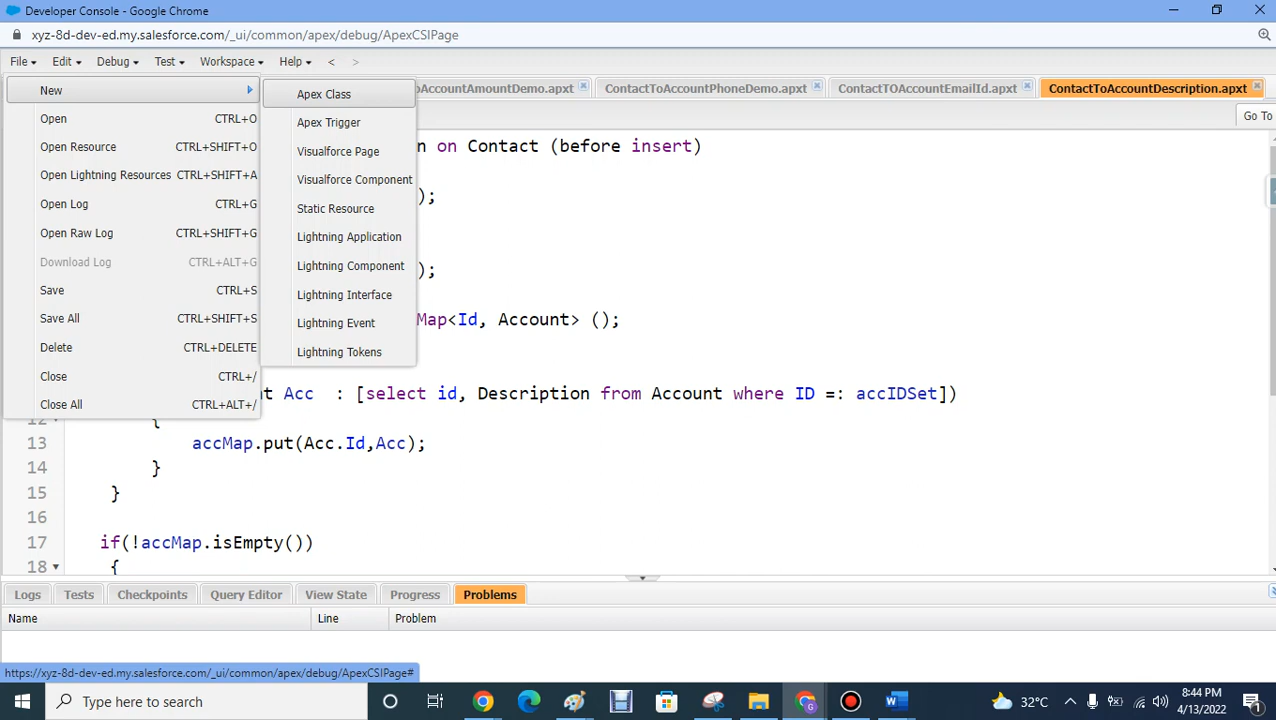 Developer Console - Google Chrome
xyz-8d-dev-ed.my.salesforce.com/_ui/common/apex/debug/ApexCSIPage
File Edit Debug Test Workspace Help < >
New
Open CTRL+O
Open Resource CTRL+SHIFT+O
Open Lightning Resources CTRL+SHIFT+A
Open Log CTRL+G
Open Raw Log CTRL+SHIFT+G
Download Log CTRL+ALT+G
Save CTRL+S
Save All CTRL+SHIFT+S
Delete CTRL+DELETE
Close CTRL+/
Close All CTRL+ALT+/
Apex Class
Apex Trigger
Visualforce Page
Visualforce Component
Static Resource
Lightning Application
Lightning Component
Lightning Interface
Lightning Event
Lightning Tokens
AccountAmountDemo.apxt ContactToAccountPhoneDemo.apxt ContactTOAccountEmailId.apxt ContactToAccountDescription.apxt
Go To
n on Contact (before insert)
);
);
Map<Id, Account> ();
t Acc : [select id, Description from Account where ID =: accIDSet])
12 {
13 accMap.put(Acc.Id,Acc);
14 }
15 }
16
17 if(!accMap.isEmpty())
18 {
Logs Tests Checkpoints Query Editor View State Progress Problems
Name Line Problem
https://xyz-8d-dev-ed.my.salesforce.com/_ui/common/apex/debug/ApexCSIPage#
Type here to search
32°C
8:44 PM
4/13/2022
1